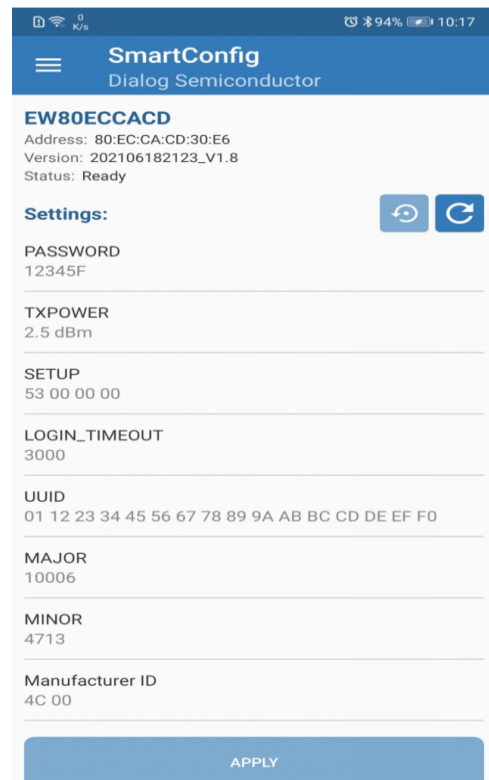 0
K/s
94%
10:17
SmartConfig
Dialog Semiconductor
EW80ECCACD
Address: 80:EC:CA:CD:30:E6
Version: 202106182123_V1.8
Status: Ready
Settings:
PASSWORD
12345F
TXPOWER
2.5 dBm
SETUP
53 00 00 00
LOGIN_TIMEOUT
3000
UUID
01 12 23 34 45 56 67 78 89 9A AB BC CD DE EF F0
MAJOR
10006
MINOR
4713
Manufacturer ID
4C 00
APPLY